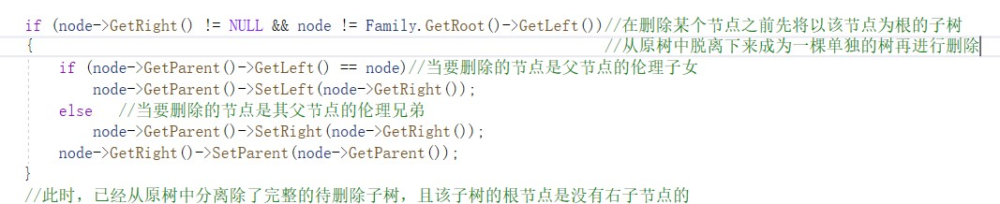 if (node->GetRight() != NULL && node != Family.GetRoot()->GetLeft())//在删除某个节点之前先将以该节点为根的子树
{ //从原树中脱离下来成为一棵单独的树再进行删除
if (node->GetParent()->GetLeft() == node)//当要删除的节点是父节点的伦理子女
node->GetParent()->SetLeft(node->GetRight());
else //当要删除的节点是其父节点的伦理兄弟
node->GetParent()->SetRight(node->GetRight());
node->GetRight()->SetParent(node->GetParent());
}
//此时，已经从原树中分离除了完整的待删除子树，且该子树的根节点是没有右子节点的